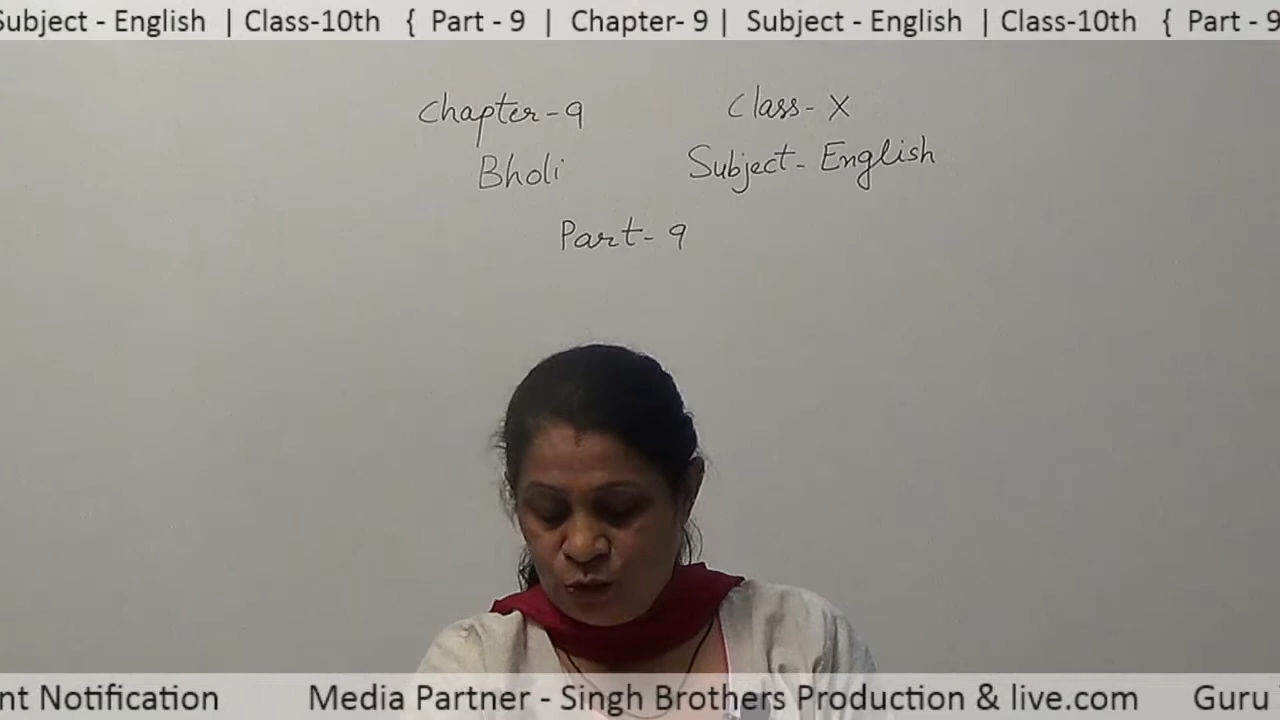 Subject - English | Class-10th { Part - 9 | Chapter- 9 | Subject - English | Class-10th { Part - 9
Chapter-9 Class- X
Bholi Subject- English
Part- 9
nt Notification Media Partner - Singh Brothers Production & live.com Guru